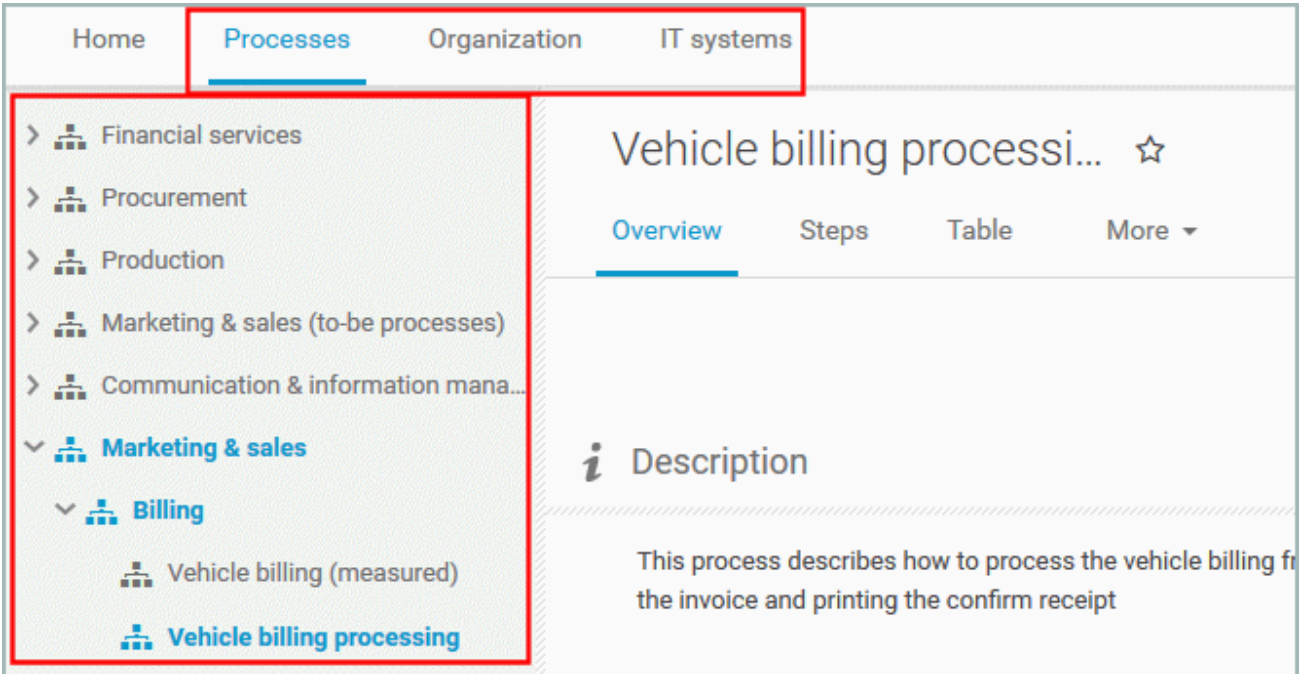 Home Processes Organization IT systems
Financial services
Procurement
Production
Marketing & sales (to-be processes)
Communication & information mana...
Marketing & sales
Billing
Vehicle billing (measured)
Vehicle billing processing
Vehicle billing processi...
Overview Steps Table More
i Description
This process describes how to process the vehicle billing
the invoice and printing the confirm receipt